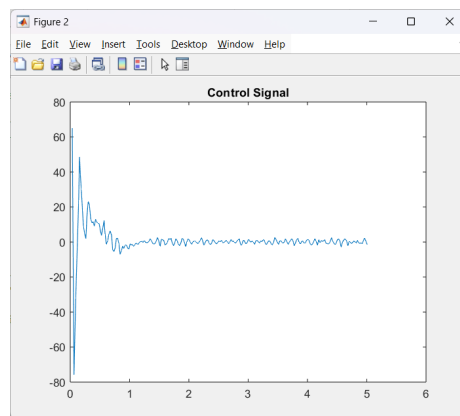 Figure 2
File Edit View Insert Tools Desktop Window Help
Control Signal
80
60
40
20
0
-20
-40
-60
-80
0 1 2 3 4 5 6